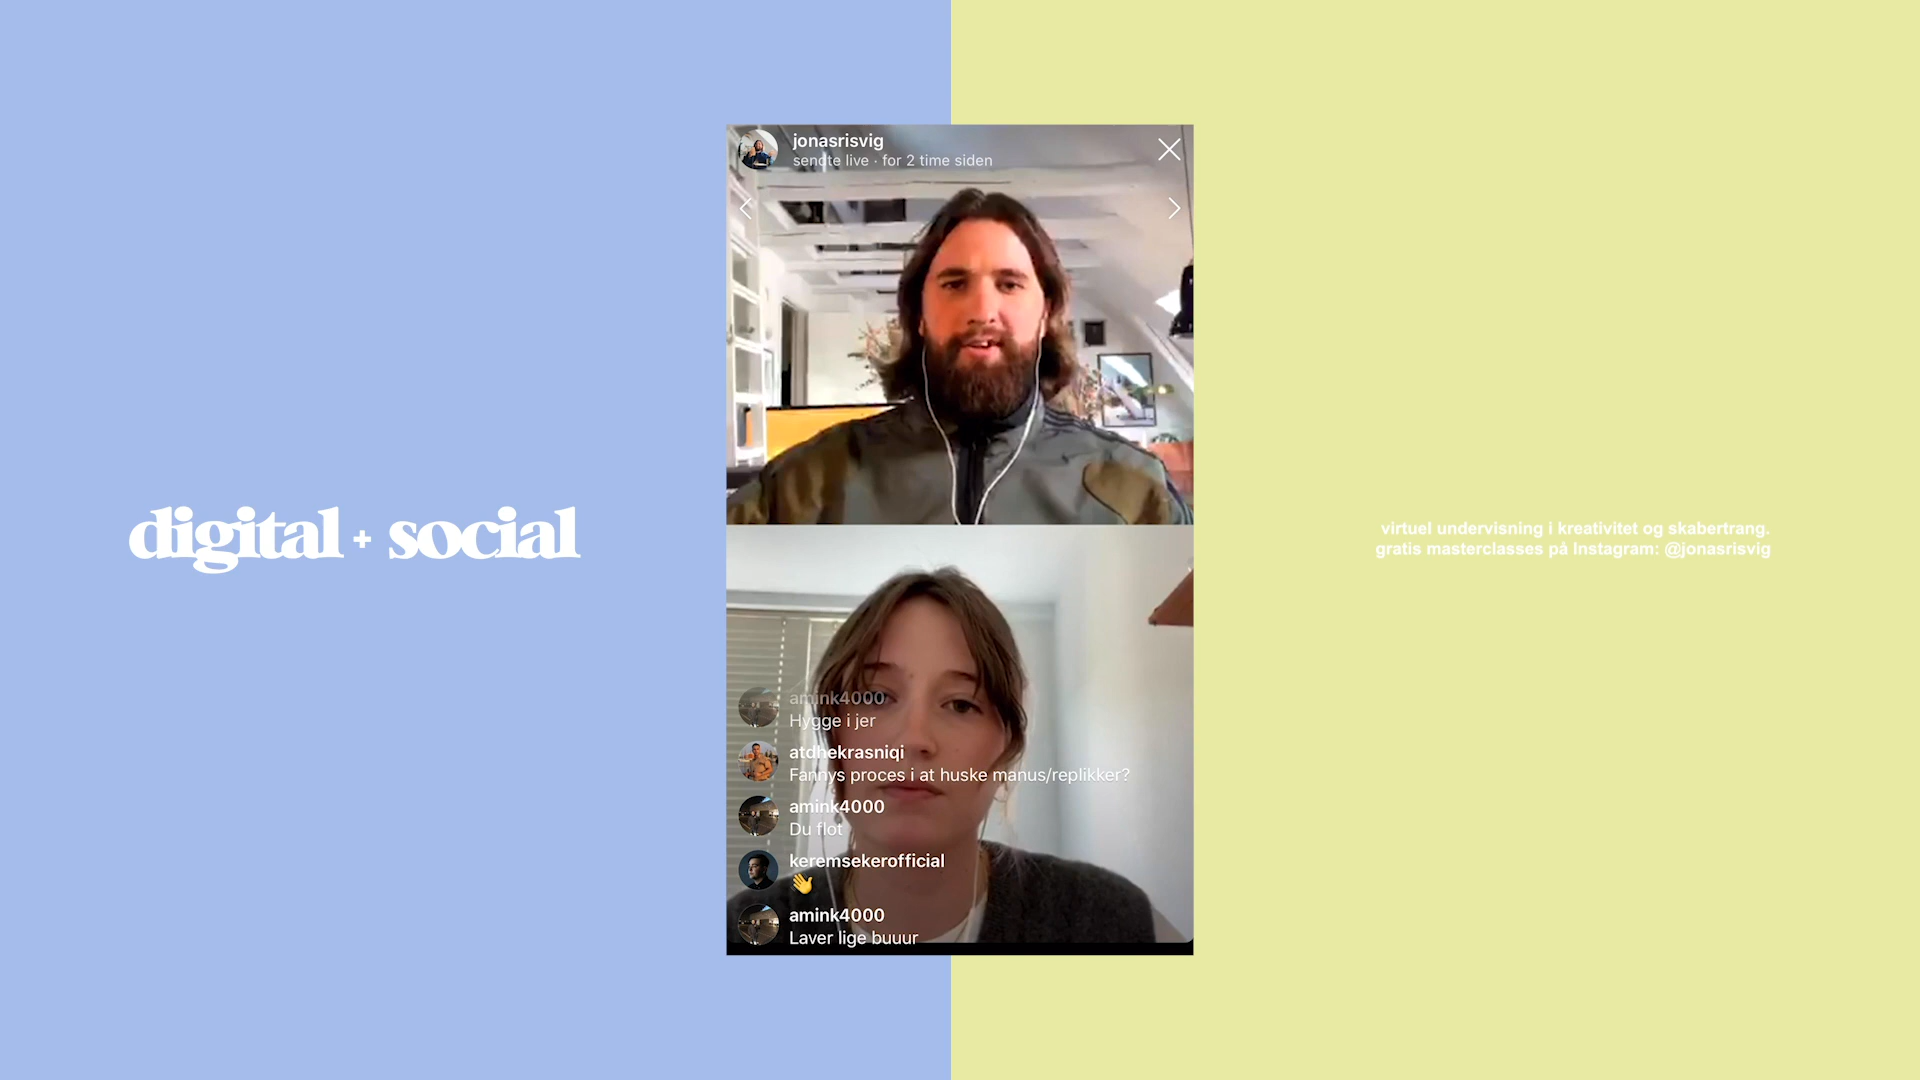 digital + social
jonasrisvig
sendte live · for 2 time siden
amink4000
Hygge i jer
atdhekrasniqi
Fannys proces i at huske manus/replikker?
amink4000
Du flot
keremsekerofficial
👋
amink4000
Laver lige buuur
virtuel undervisning i kreativitet og skabertrang.
gratis masterclasses på Instagram: @jonasrisvig